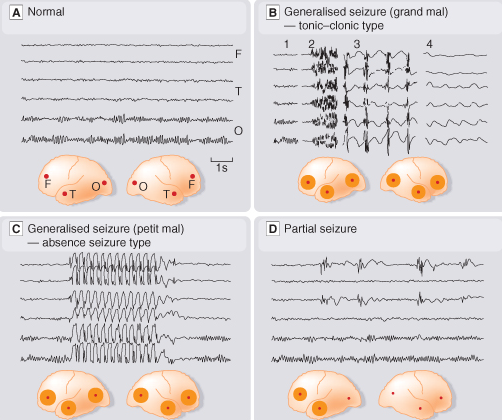 A Normal
F
T
O
1s
F T O O T F
B Generalised seizure (grand mal)
— tonic–clonic type
1 2 3 4
C Generalised seizure (petit mal)
— absence seizure type
D Partial seizure